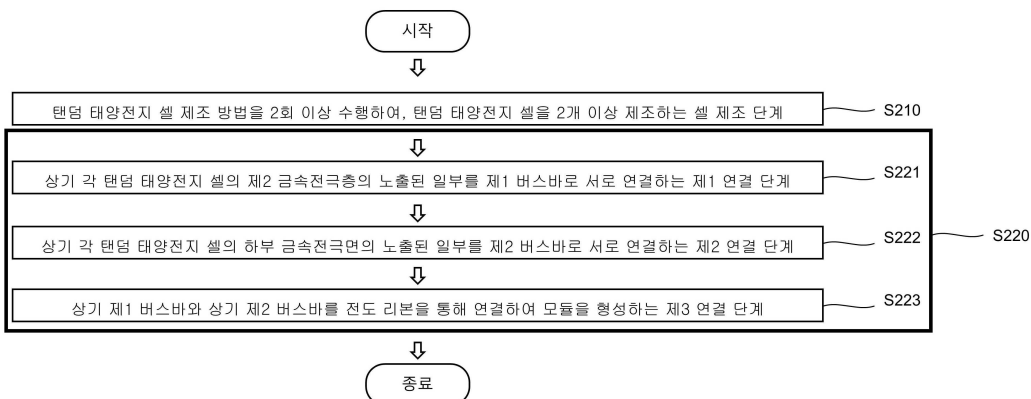 시작
탠덤 태양전지 셀 제조 방법을 2회 이상 수행하여, 탠덤 태양전지 셀을 2개 이상 제조하는 셀 제조 단계
S210
상기 각 탠덤 태양전지 셀의 제2 금속전극층의 노출된 일부를 제1 버스바로 서로 연결하는 제1 연결 단계
S221
상기 각 탠덤 태양전지 셀의 하부 금속전극면의 노출된 일부를 제2 버스바로 서로 연결하는 제2 연결 단계
S222
S220
상기 제1 버스바와 상기 제2 버스바를 전도 리본을 통해 연결하여 모듈을 형성하는 제3 연결 단계
S223
종료